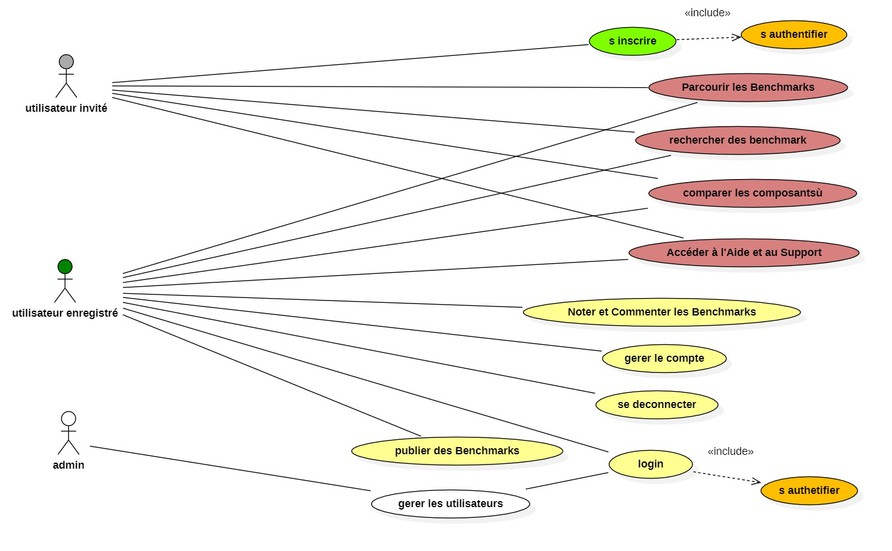 «include»
s inscrire
s authentifier
utilisateur invité
Parcourir les Benchmarks
rechercher des benchmark
comparer les composantsù
Accéder à l'Aide et au Support
utilisateur enregistré
Noter et Commenter les Benchmarks
gerer le compte
se deconnecter
admin
publier des Benchmarks
login
«include»
s authetifier
gerer les utilisateurs